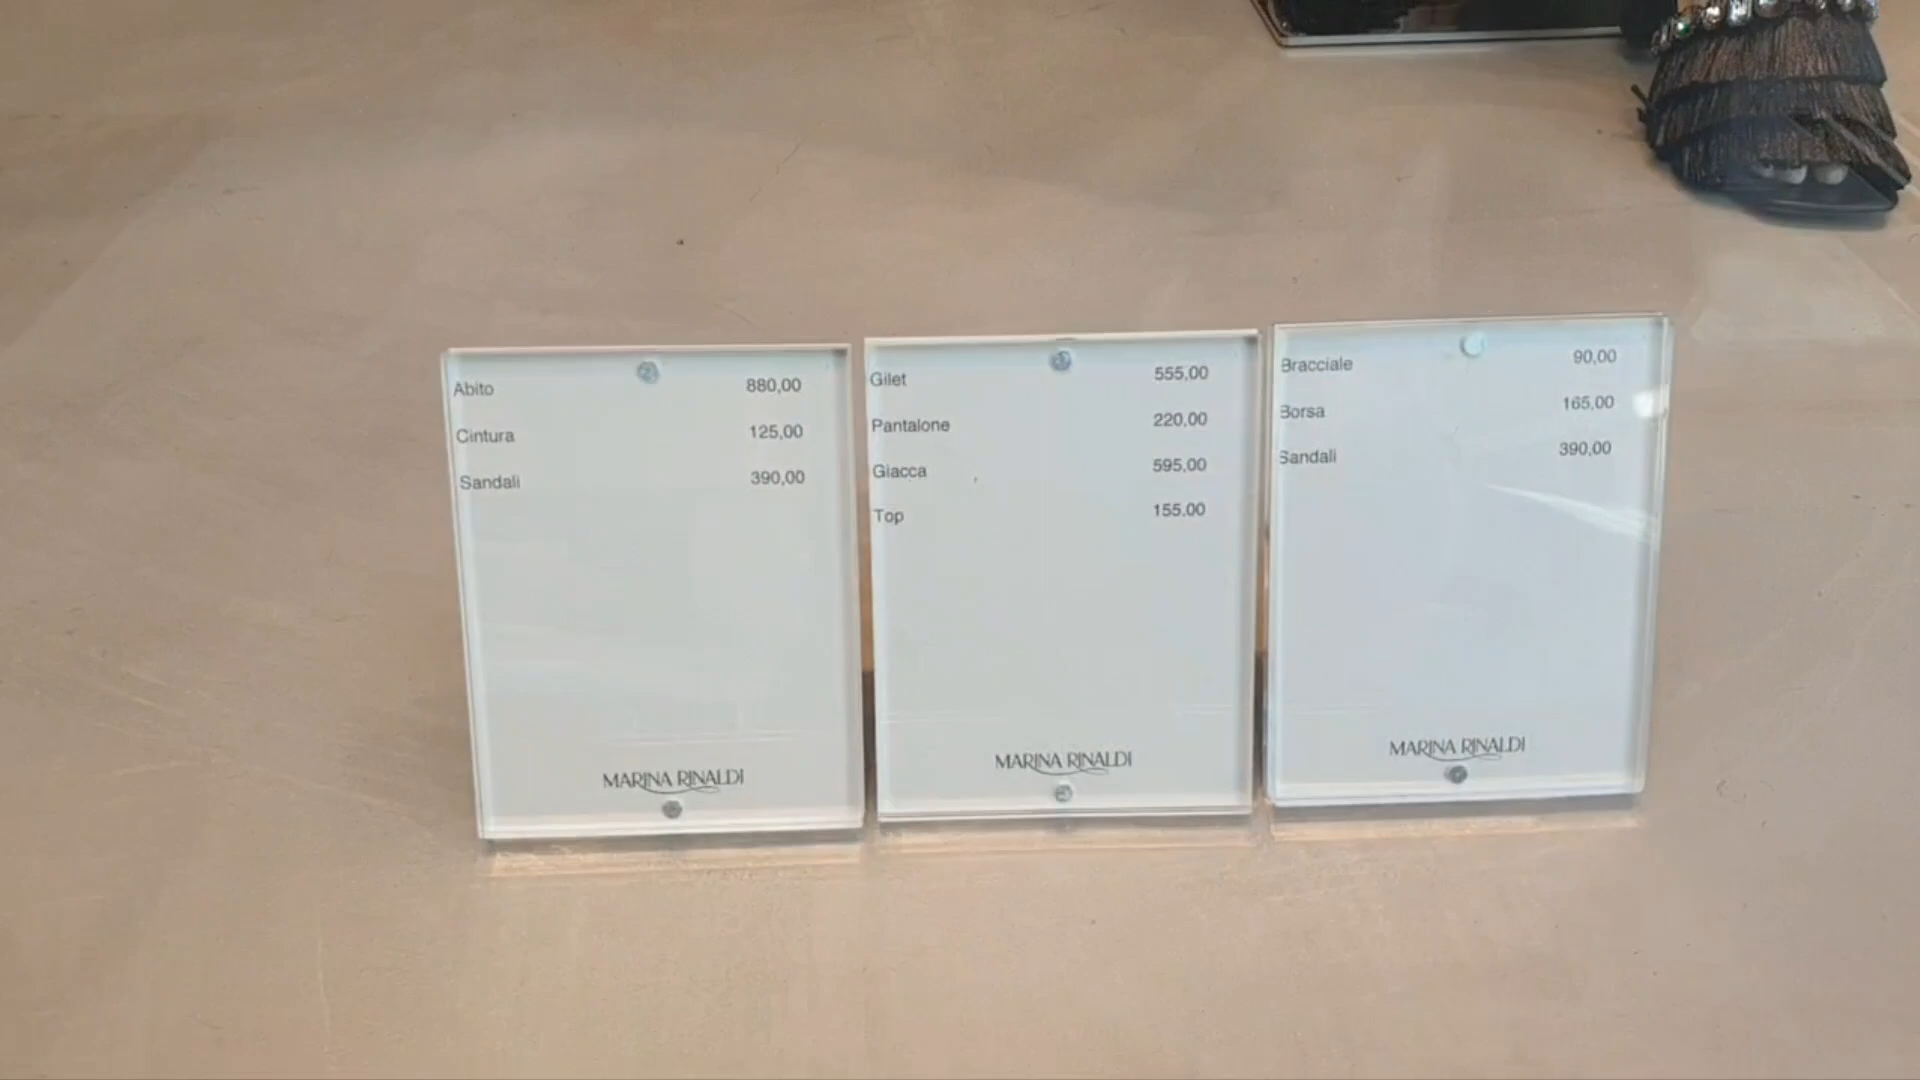 Abito 880,00
Cintura 125,00
Sandali 390,00
MARINA RINALDI
Gilet 555,00
Pantalone 220,00
Giacca 595,00
Top 155.00
MARINA RINALDI
Bracciale 90,00
Borsa 165,00
Sandali 390,00
MARINA RINALDI